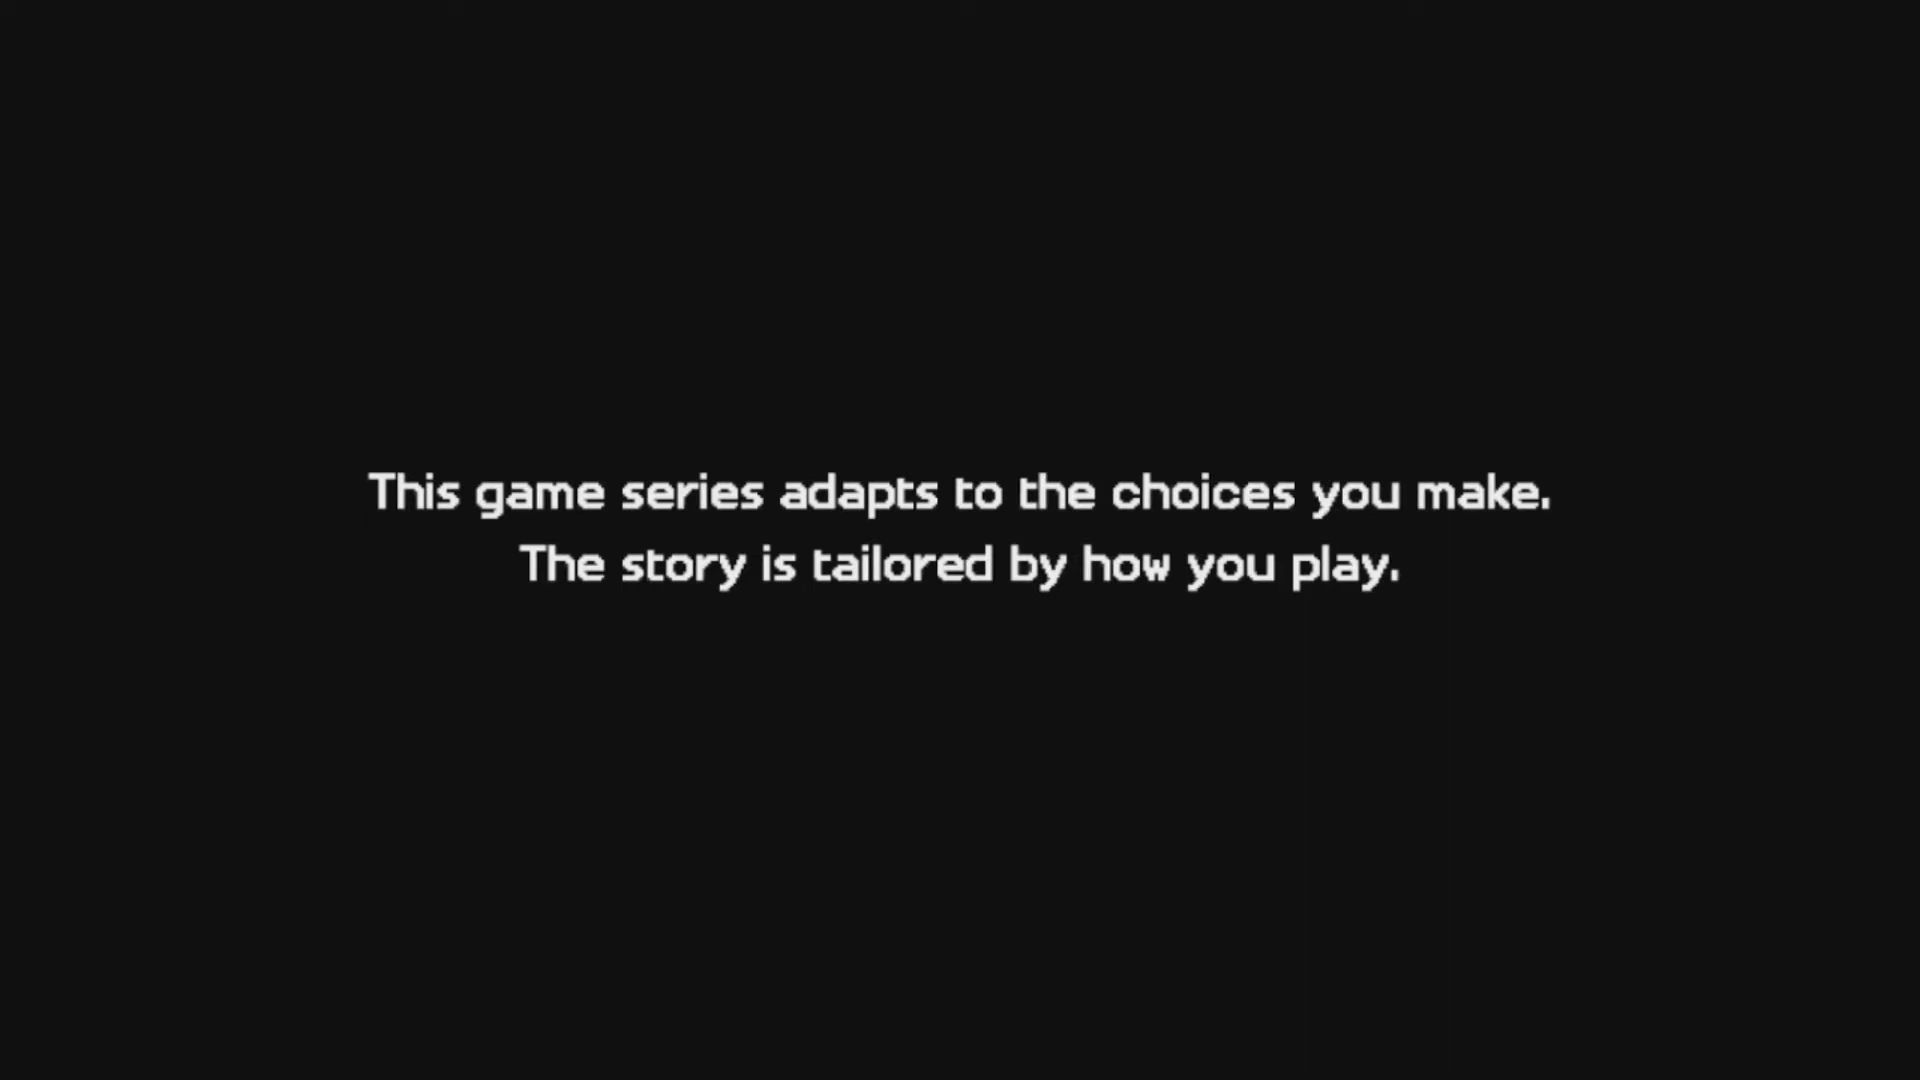 This game series adapts to the choices you make.
The story is tailored by how you play.